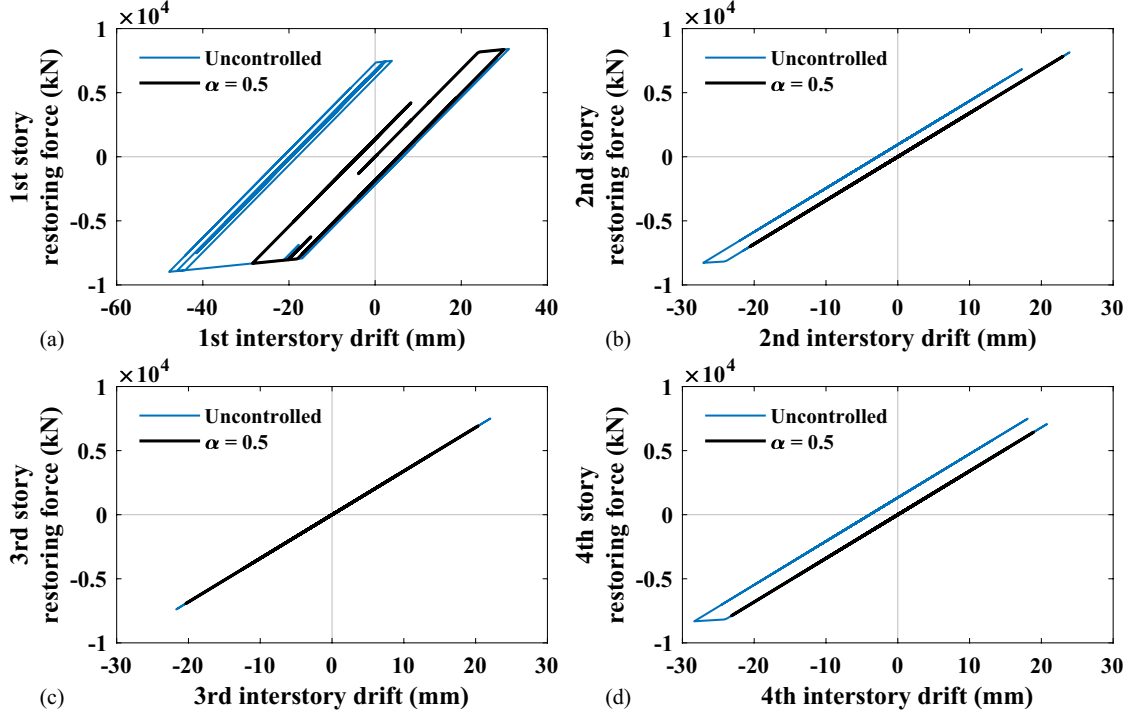 ×10⁴
1
0.5
0
-0.5
-1
-60 -40 -20 0 20 40
1st story
restoring force (kN)
Uncontrolled
α = 0.5
(a) 1st interstory drift (mm)
×10⁴
1
0.5
0
-0.5
-1
-30 -20 -10 0 10 20 30
2nd story
restoring force (kN)
Uncontrolled
α = 0.5
(b) 2nd interstory drift (mm)
×10⁴
1
0.5
0
-0.5
-1
-30 -20 -10 0 10 20 30
3rd story
restoring force (kN)
Uncontrolled
α = 0.5
(c) 3rd interstory drift (mm)
×10⁴
1
0.5
0
-0.5
-1
-30 -20 -10 0 10 20 30
4th story
restoring force (kN)
Uncontrolled
α = 0.5
(d) 4th interstory drift (mm)